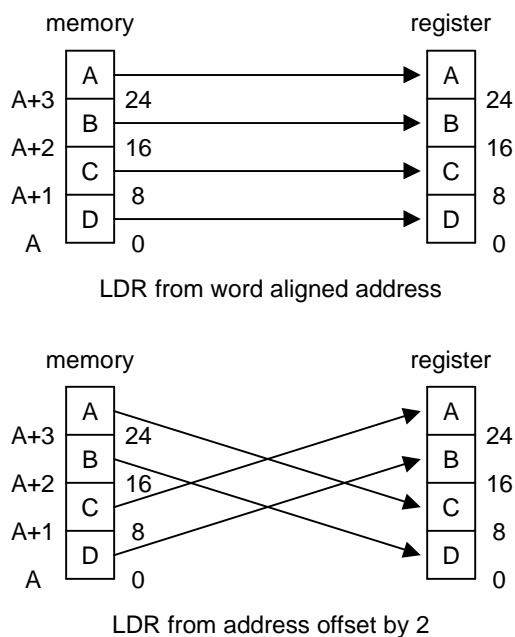 memory register
A A
A+3 24 24
B B
A+2 16 16
C C
A+1 8 8
D D
A 0 0
LDR from word aligned address
memory register
A A
A+3 24 24
B B
A+2 16 16
C C
A+1 8 8
D D
A 0 0
LDR from address offset by 2